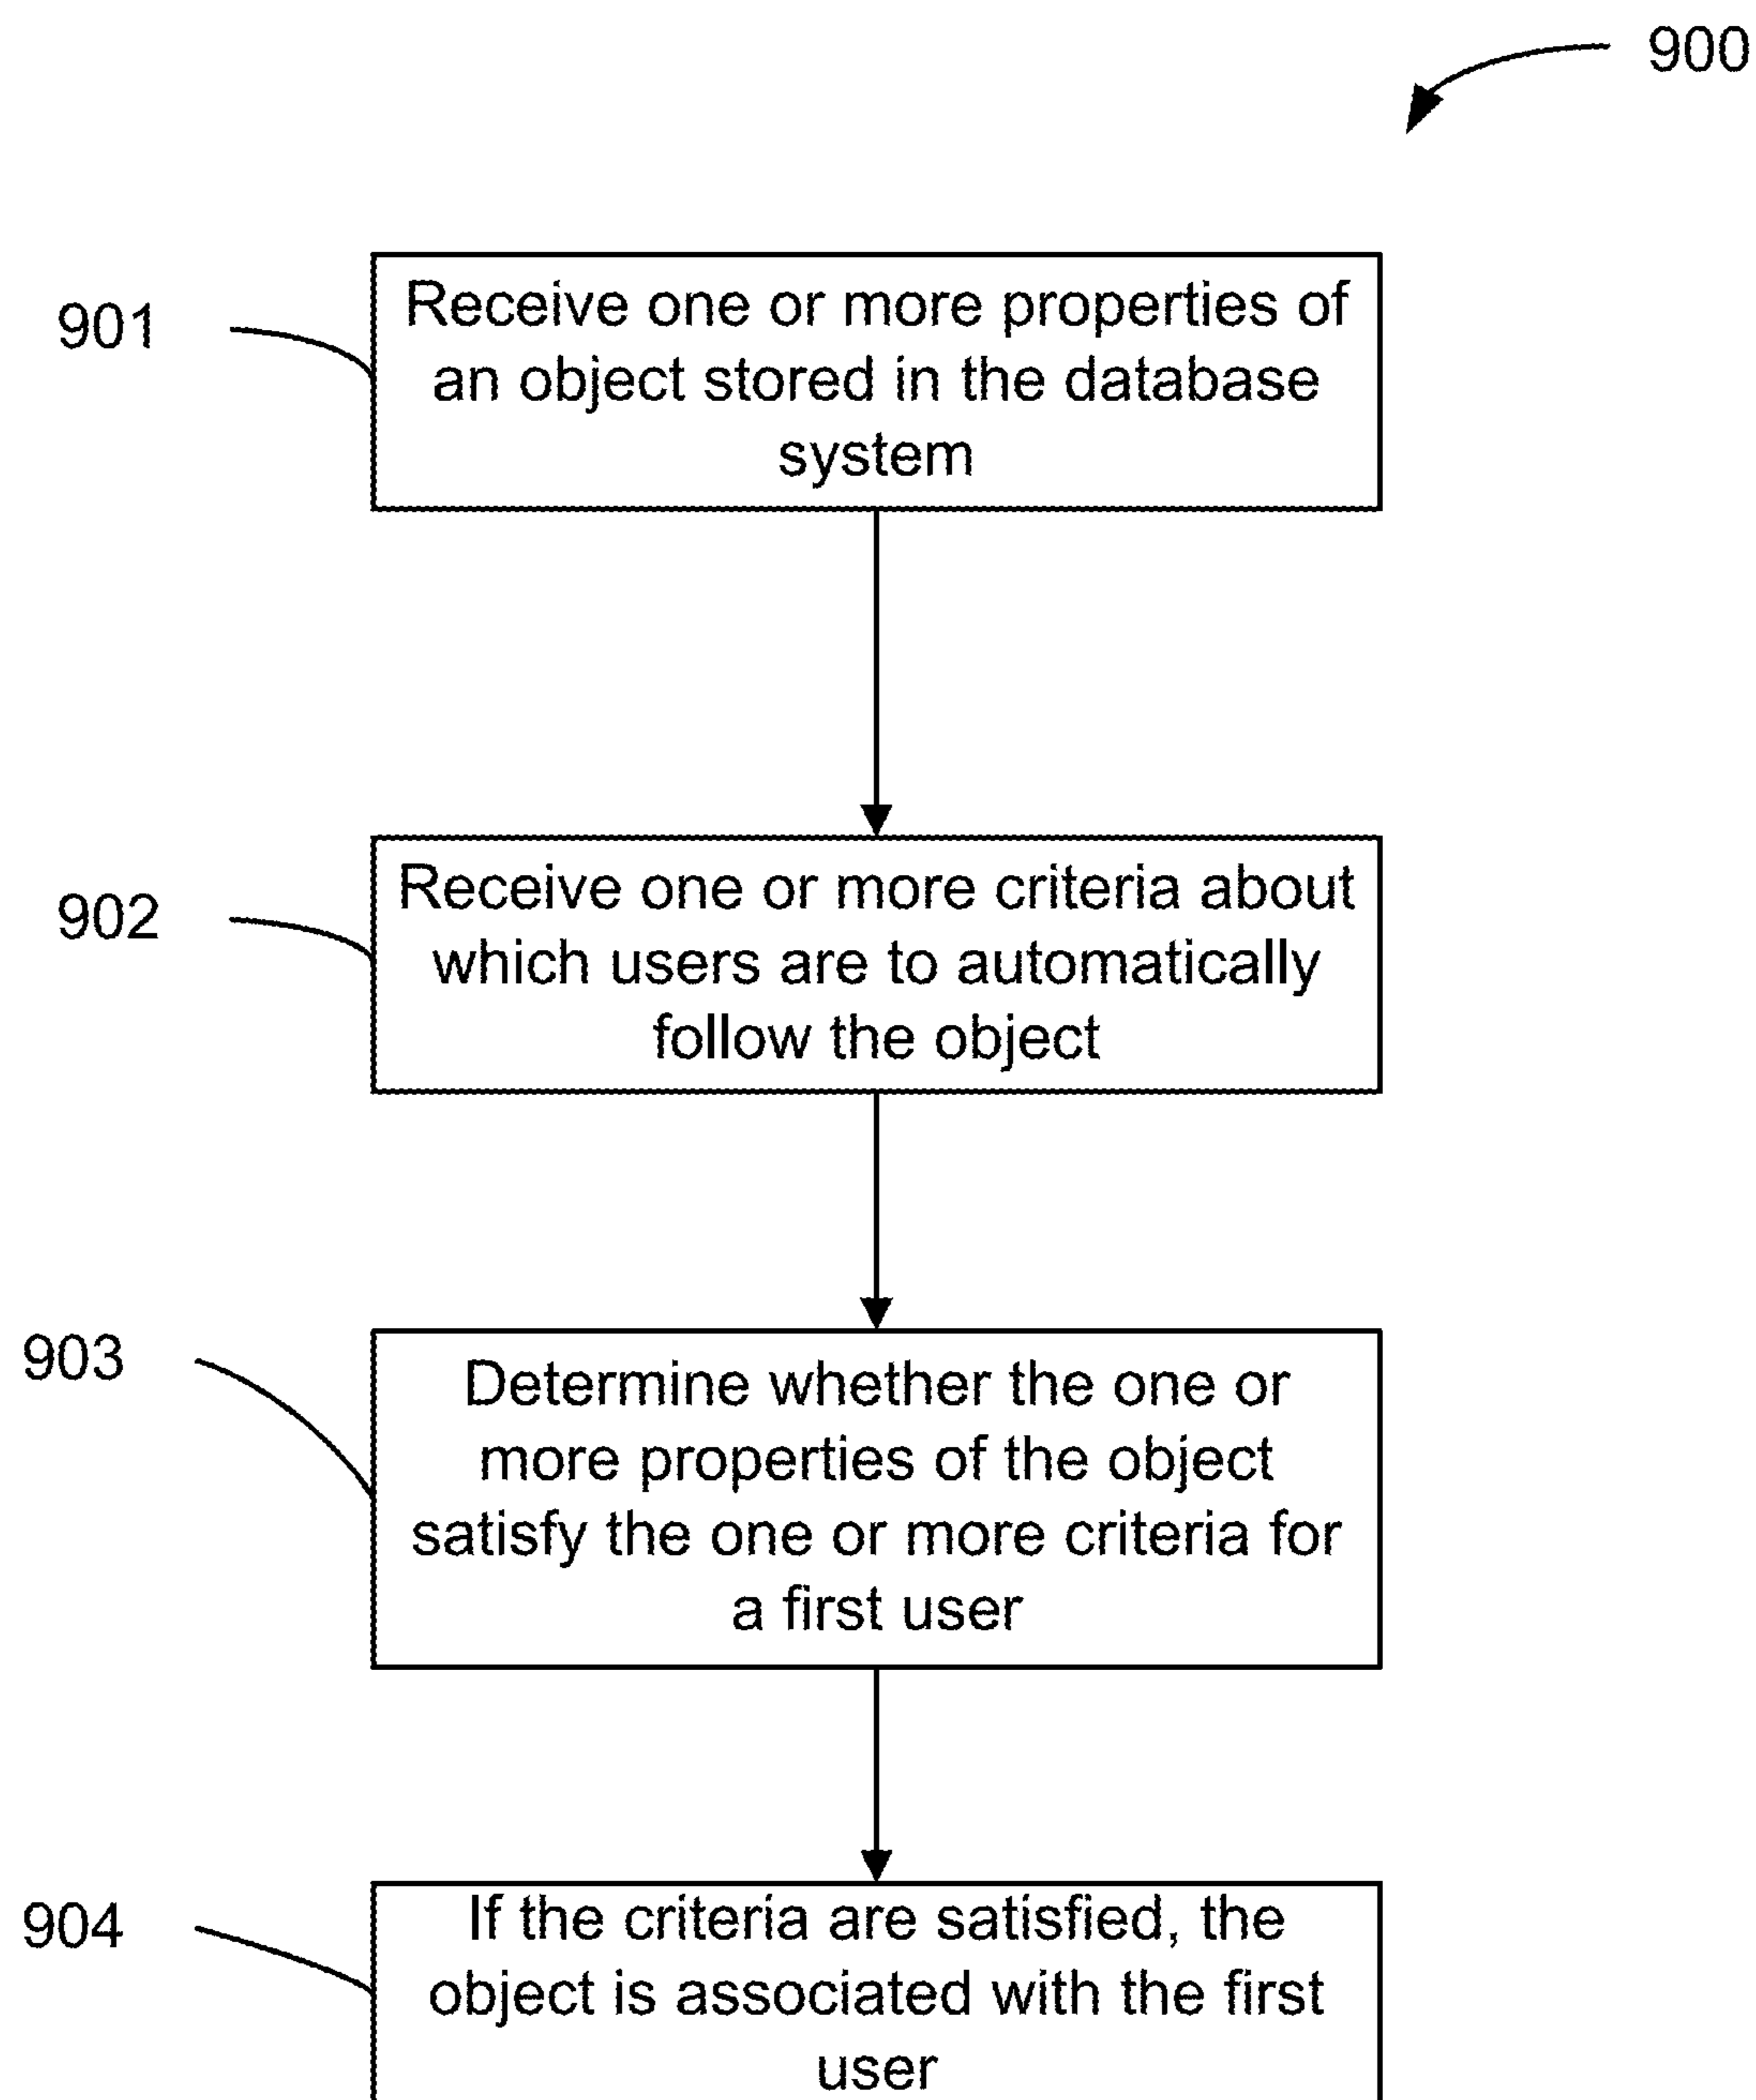 900
901
Receive one or more properties of
an object stored in the database
system
902
Receive one or more criteria about
which users are to automatically
follow the object
903
Determine whether the one or
more properties of the object
satisfy the one or more criteria for
a first user
904
If the criteria are satisfied, the
object is associated with the first
user